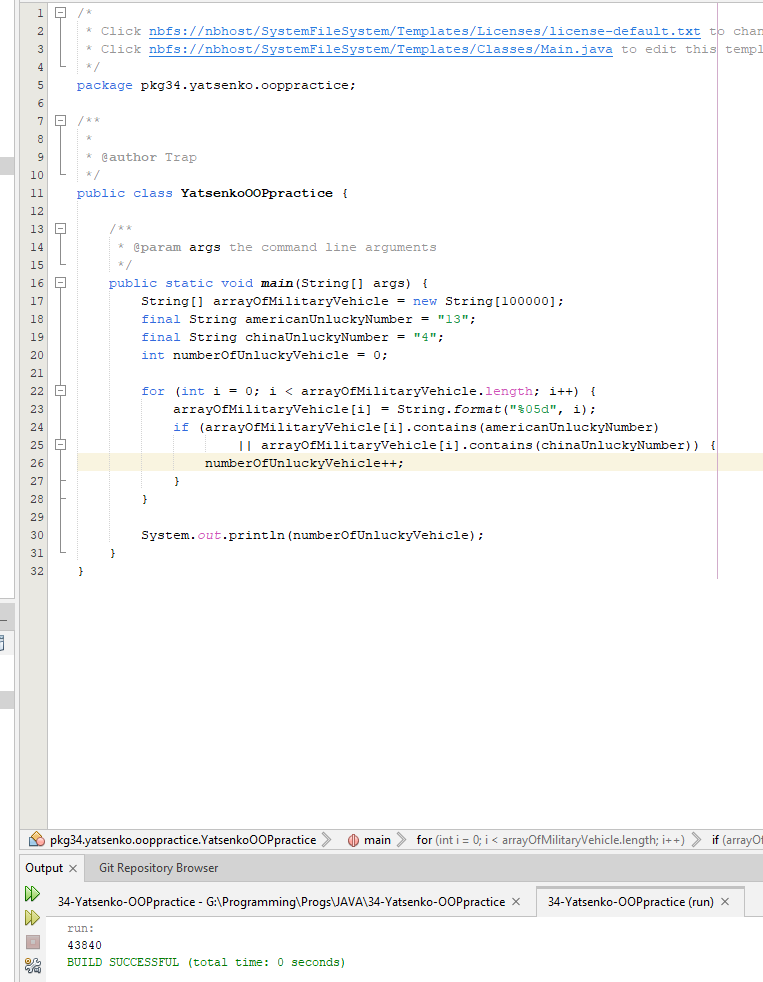 1 /*
2 * Click nbfs://nbhost/SystemFileSystem/Templates/Licenses/license-default.txt to chan
3 * Click nbfs://nbhost/SystemFileSystem/Templates/Classes/Main.java to edit this templ
4 */
5 package pkg34.yatsenko.ooppractice;
6
7 /**
8 *
9 * @author Trap
10 */
11 public class YatsenkoOOPpractice {
12
13 /**
14 * @param args the command line arguments
15 */
16 public static void main(String[] args) {
17 String[] arrayOfMilitaryVehicle = new String[100000];
18 final String americanUnluckyNumber = "13";
19 final String chinaUnluckyNumber = "4";
20 int numberOfUnluckyVehicle = 0;
21
22 for (int i = 0; i < arrayOfMilitaryVehicle.length; i++) {
23 arrayOfMilitaryVehicle[i] = String.format("%05d", i);
24 if (arrayOfMilitaryVehicle[i].contains(americanUnluckyNumber)
25 || arrayOfMilitaryVehicle[i].contains(chinaUnluckyNumber)) {
26 numberOfUnluckyVehicle++;
27 }
28 }
29
30 System.out.println(numberOfUnluckyVehicle);
31 }
32 }
pkg34.yatsenko.ooppractice.YatsenkoOOPpractice main for (int i = 0; i < arrayOfMilitaryVehicle.length; i++) if (arrayOf
Output Git Repository Browser
34-Yatsenko-OOPpractice - G:\Programming\Progs\JAVA\34-Yatsenko-OOPpractice 34-Yatsenko-OOPpractice (run)
run:
43840
BUILD SUCCESSFUL (total time: 0 seconds)